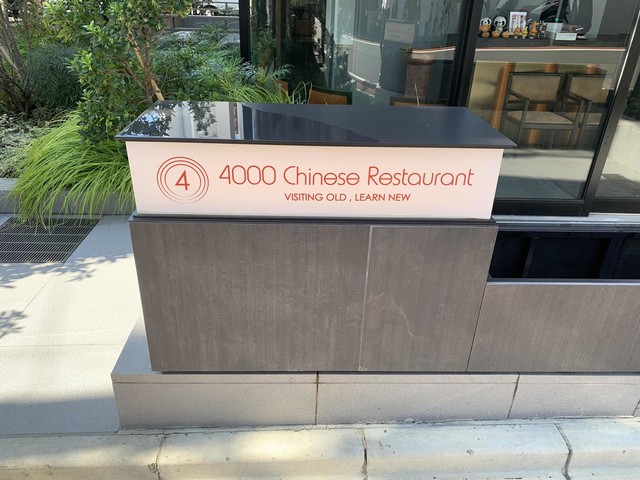 4 4000 Chinese Restaurant
VISITING OLD , LEARN NEW